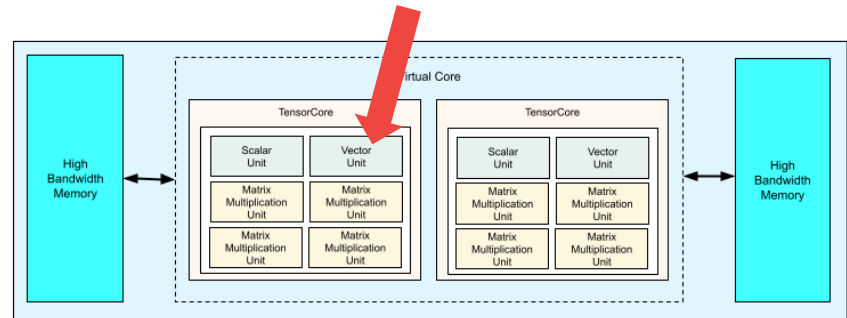 irtual Core
High
Bandwidth
Memory
TensorCore
Scalar
Unit
Vector
Unit
Matrix
Multiplication
Unit
Matrix
Multiplication
Unit
Matrix
Multiplication
Unit
Matrix
Multiplication
Unit
TensorCore
Scalar
Unit
Vector
Unit
Matrix
Multiplication
Unit
Matrix
Multiplication
Unit
Matrix
Multiplication
Unit
Matrix
Multiplication
Unit
High
Bandwidth
Memory